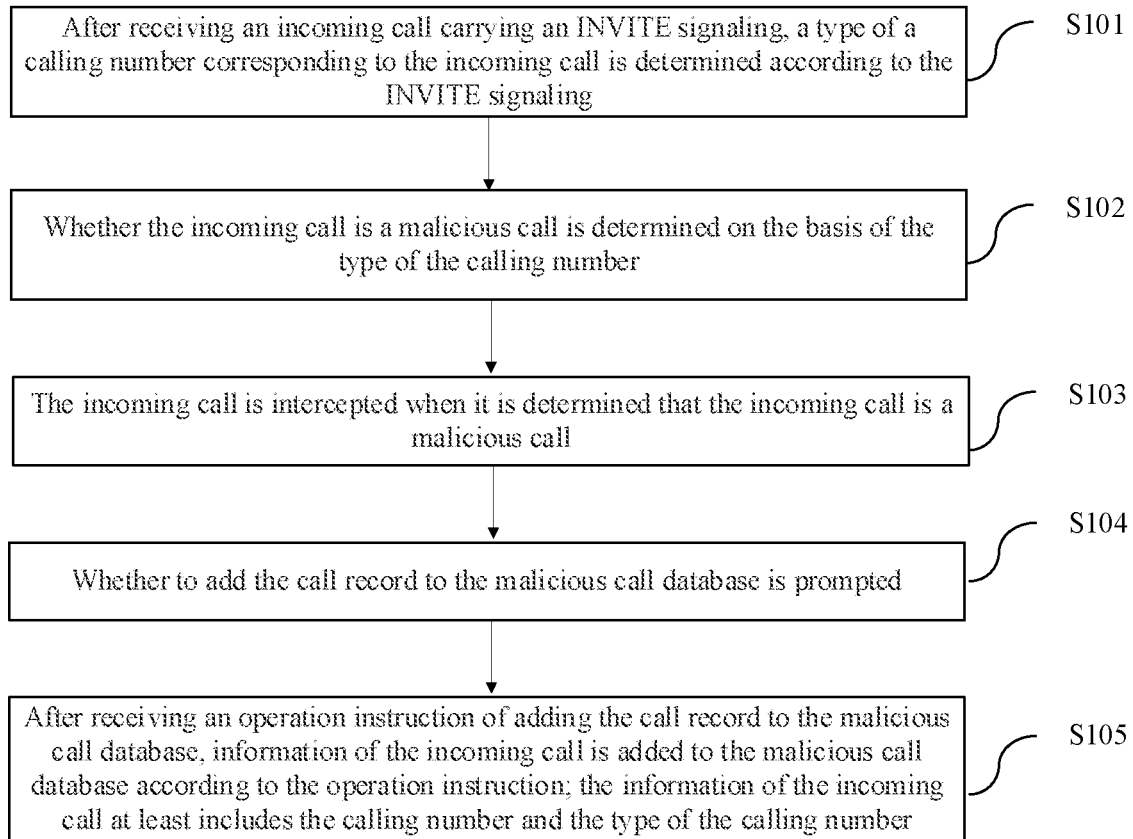 After receiving an incoming call carrying an INVITE signaling, a type of a
calling number corresponding to the incoming call is determined according to the
INVITE signaling
S101
Whether the incoming call is a malicious call is determined on the basis of the
type of the calling number
S102
The incoming call is intercepted when it is determined that the incoming call is a
malicious call
S103
Whether to add the call record to the malicious call database is prompted
S104
After receiving an operation instruction of adding the call record to the malicious
call database, information of the incoming call is added to the malicious call
database according to the operation instruction; the information of the incoming
call at least includes the calling number and the type of the calling number
S105